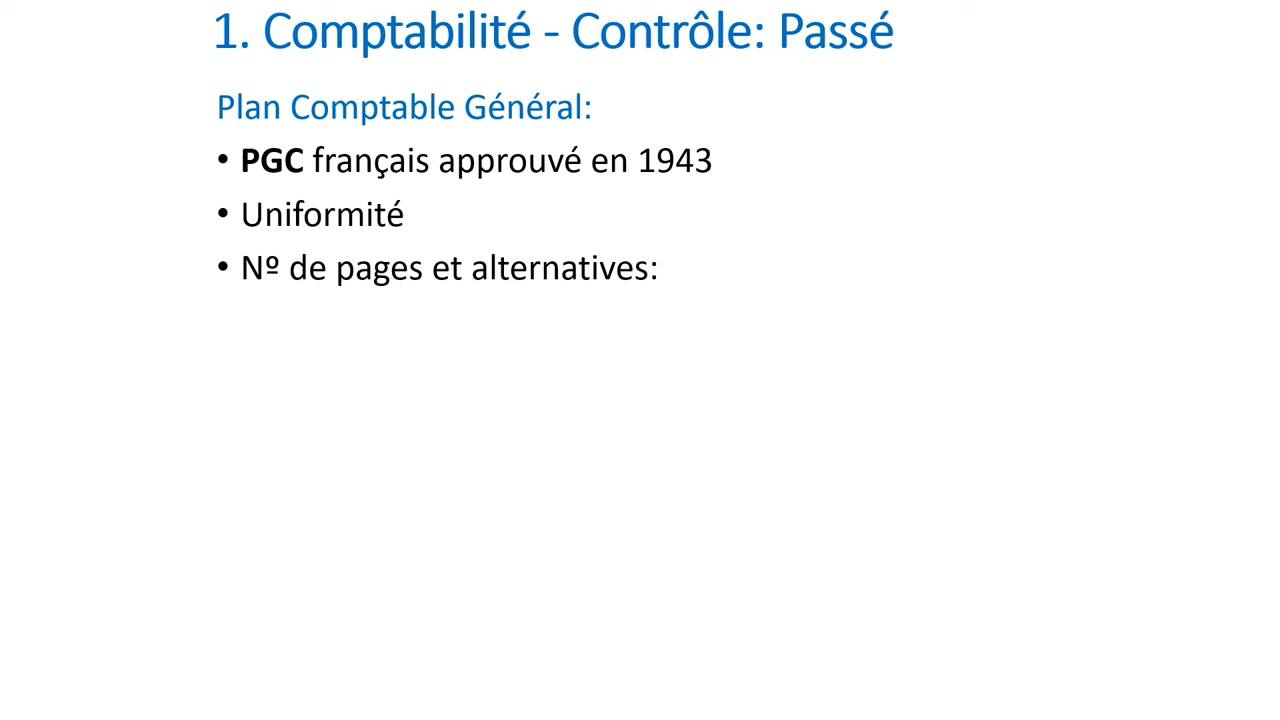 1. Comptabilité - Contrôle: Passé
Plan Comptable Général:
• PGC français approuvé en 1943
• Uniformité
• Nº de pages et alternatives: